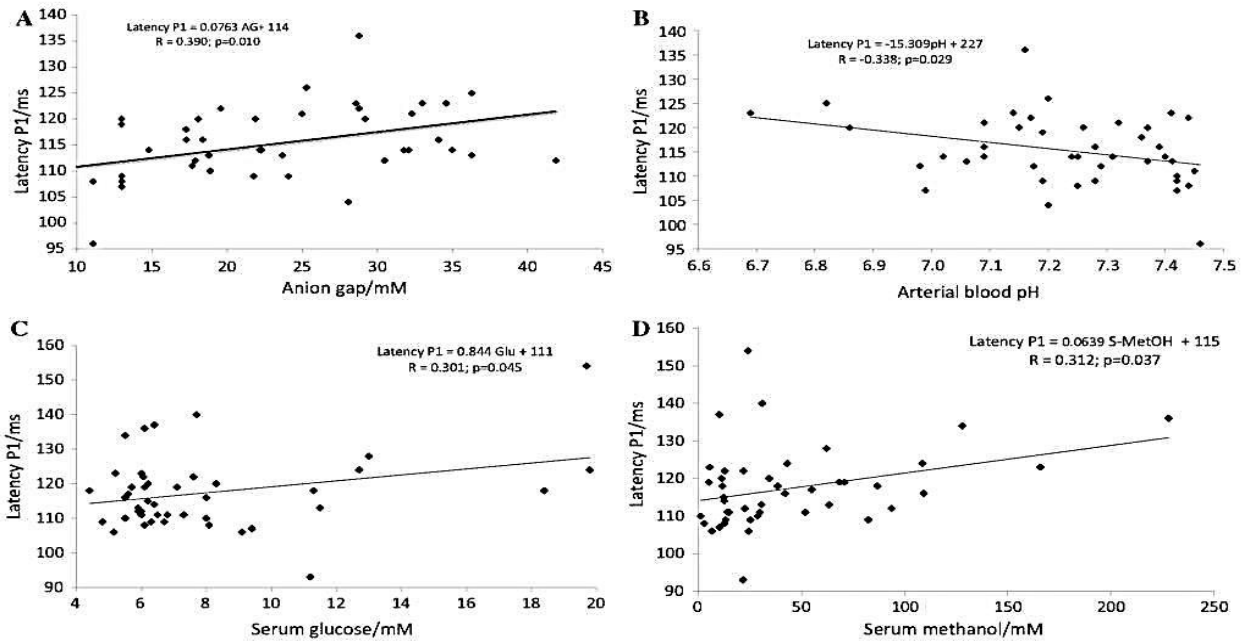 A
Latency P1 = 0.0763 AG+ 114
R = 0.390; p=0.010
Latency P1/ms
140
135
130
125
120
115
110
105
100
95
10 15 20 25 30 35 40 45
Anion gap/mM
B
Latency P1 = -15.309pH + 227
R = -0.338; p=0.029
Latency P1/ms
140
135
130
125
120
115
110
105
100
95
6.6 6.7 6.8 6.9 7.0 7.1 7.2 7.3 7.4 7.5
Arterial blood pH
C
Latency P1 = 0.844 Glu + 111
R = 0.301; p=0.045
Latency P1/ms
160
150
140
130
120
110
100
90
4 6 8 10 12 14 16 18 20
Serum glucose/mM
D
Latency P1 = 0.0639 S-MetOH + 115
R = 0.312; p=0.037
Latency P1/ms
160
150
140
130
120
110
100
90
0 50 100 150 200 250
Serum methanol/mM